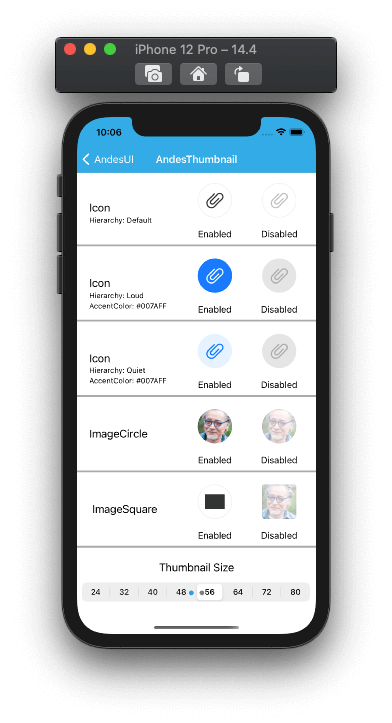 iPhone 12 Pro – 14.4
10:06
AndesUI
AndesThumbnail
Icon
Hierarchy: Default
Enabled
Disabled
Icon
Hierarchy: Loud
AccentColor: #007AFF
Enabled
Disabled
Icon
Hierarchy: Quiet
AccentColor: #007AFF
Enabled
Disabled
ImageCircle
Enabled
Disabled
ImageSquare
Enabled
Disabled
Thumbnail Size
24 32 40 48 56 64 72 80